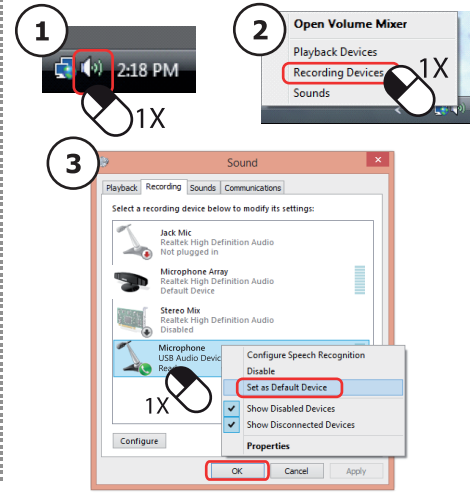 1
2:18 PM
1X
2
Open Volume Mixer
Playback Devices
Recording Devices
1X
Sounds
3
Sound
Playback Recording Sounds Communications
Select a recording device below to modify its settings:
Jack Mic
Realtek High Definition Audio
Not plugged in
Microphone Array
Realtek High Definition Audio
Default Device
Stereo Mix
Realtek High Definition Audio
Disabled
Microphone
USB Audio Devic
Configure Speech Recognition
Disable
Set as Default Device
1X
Show Disabled Devices
Show Disconnected Devices
Properties
Configure
OK Cancel Apply